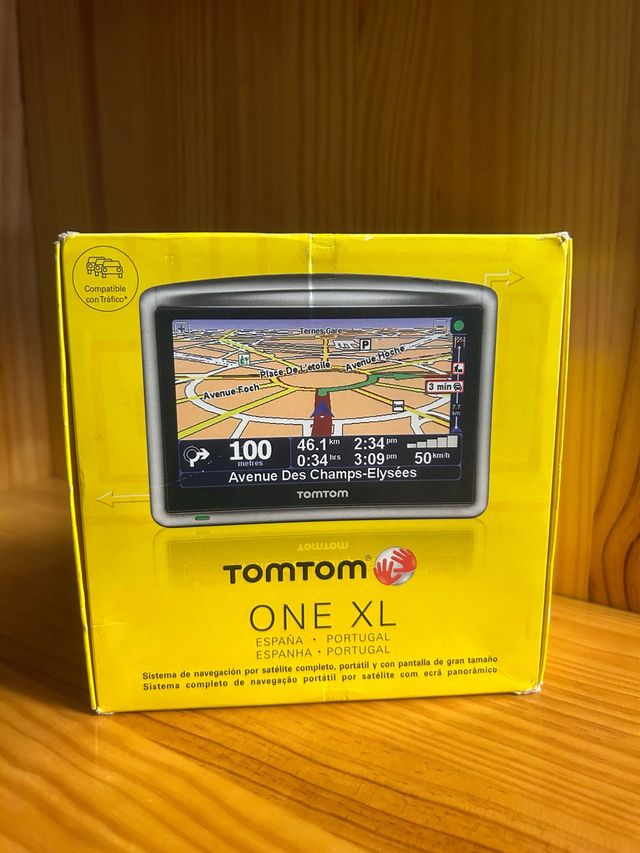 Compatible
con Tráfico*
Ternes Gare
P
Place De L'etoile
Avenue Hoche
Avenue Foch
3 min
7.7
km
100
metres
46.1 km
2:34 pm
0:34 hrs
3:09 pm
50 km/h
Avenue Des Champs-Elysées
TOMTOM
TOMTOM
TOMTOM®
ONE XL
ESPAÑA • PORTUGAL
ESPANHA • PORTUGAL
Sistema de navegación por satélite completo, portátil y con pantalla de gran tamaño
Sistema completo de navegação portátil por satélite com ecrã panorâmico